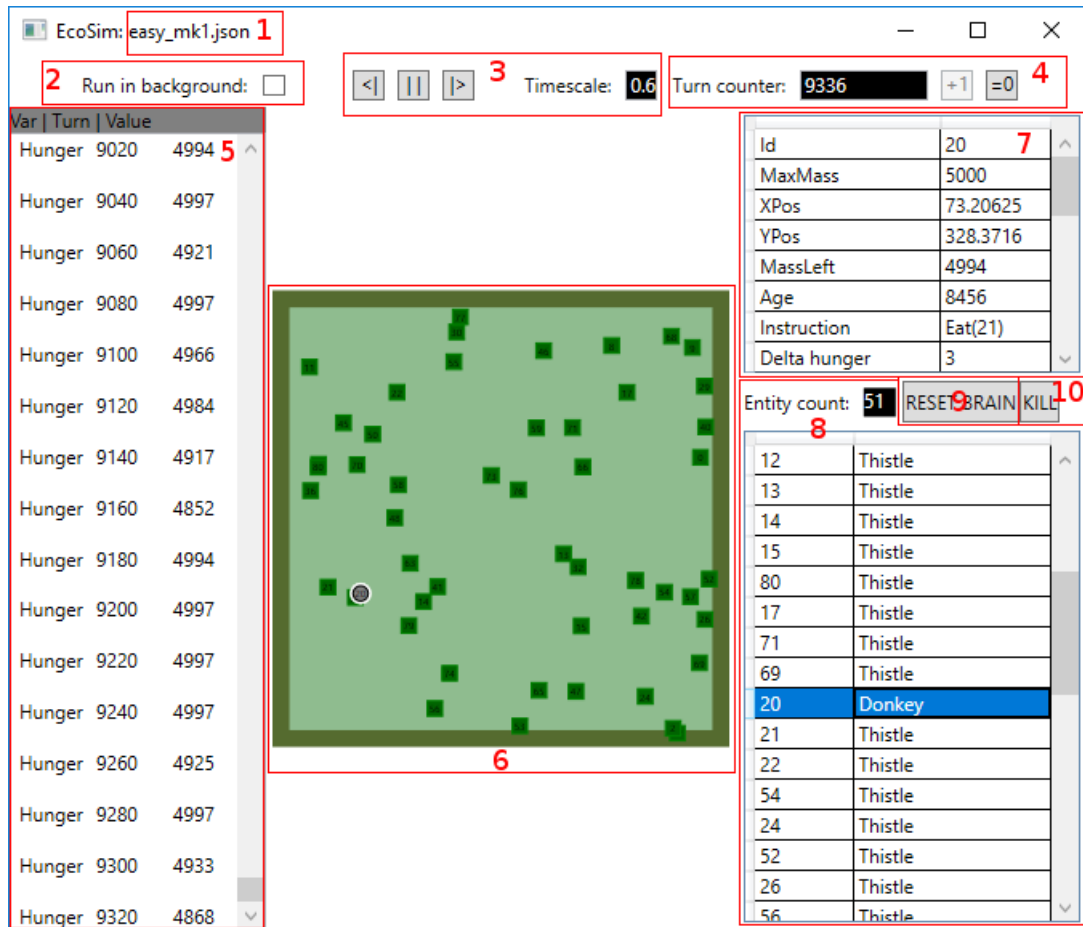 EcoSim: easy_mk1.json 1
2 Run in background:
<| || |> 3 Timescale: 0.6
Turn counter: 9336 +1 =0 4
Var | Turn | Value
5
Hunger 9020 4994
Hunger 9040 4997
Hunger 9060 4921
Hunger 9080 4997
Hunger 9100 4966
Hunger 9120 4984
Hunger 9140 4917
Hunger 9160 4852
Hunger 9180 4994
Hunger 9200 4997
Hunger 9220 4997
Hunger 9240 4997
Hunger 9260 4925
Hunger 9280 4997
Hunger 9300 4933
Hunger 9320 4868
6
7
Id 20
MaxMass 5000
XPos 73.20625
YPos 328.3716
MassLeft 4994
Age 8456
Instruction Eat(21)
Delta hunger 3
Entity count: 51 RESET BRAIN KILL
8 9 10
12 Thistle
13 Thistle
14 Thistle
15 Thistle
80 Thistle
17 Thistle
71 Thistle
69 Thistle
20 Donkey
21 Thistle
22 Thistle
54 Thistle
24 Thistle
52 Thistle
26 Thistle
56 Thistle